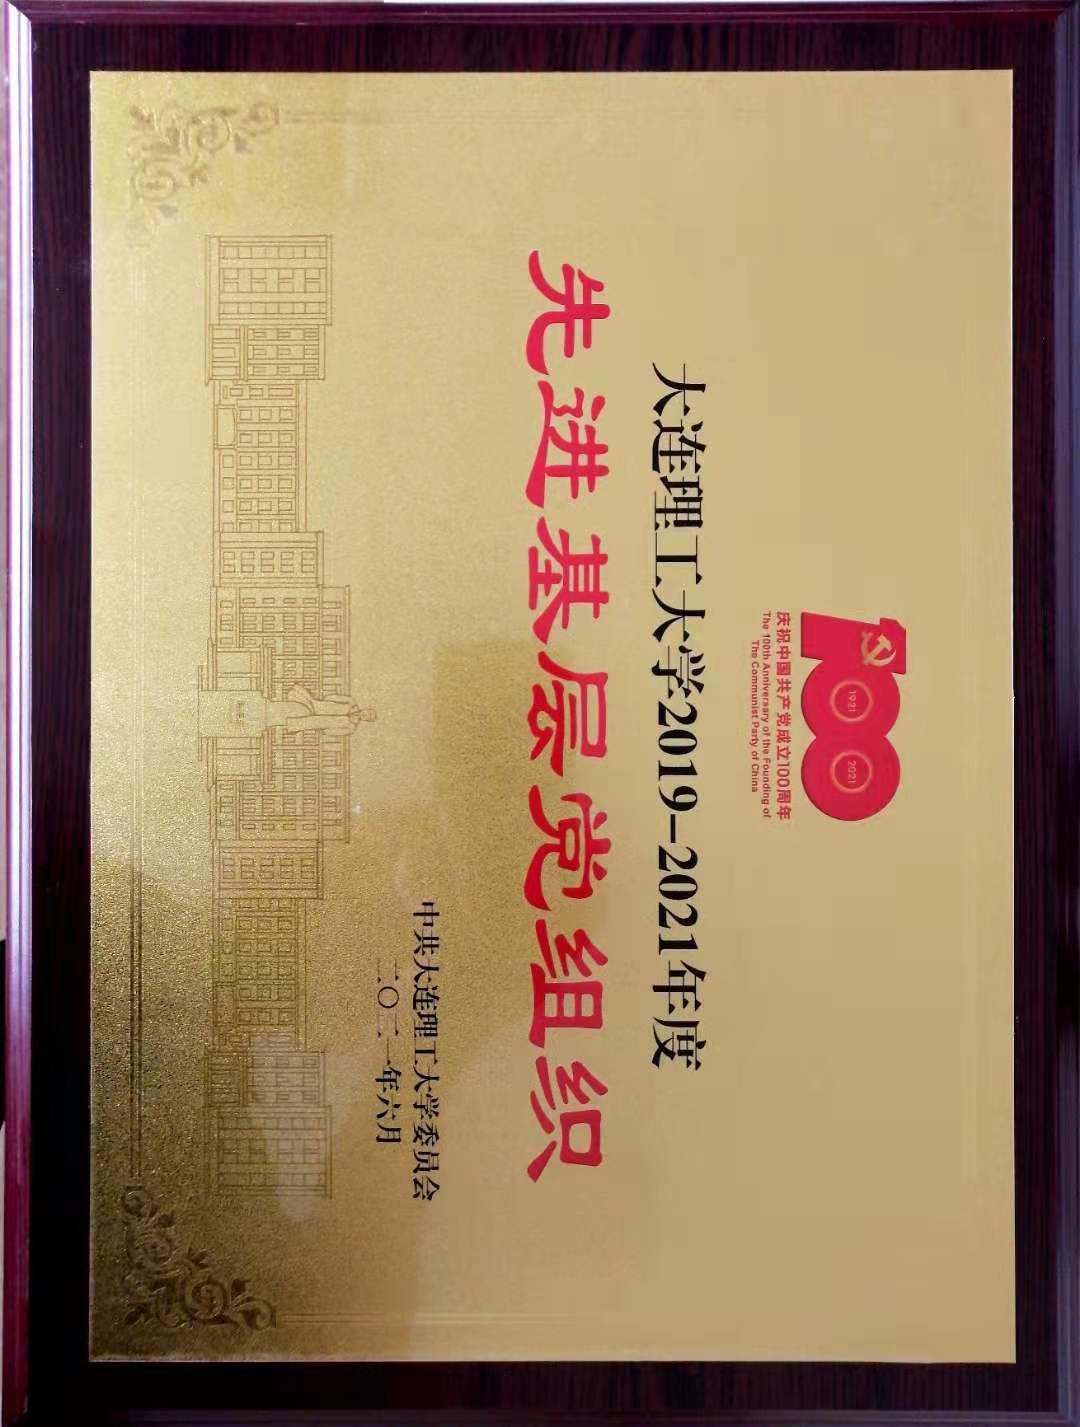 100
1921
2021
庆祝中国共产党成立100周年
The 100th Anniversary of the Founding of
The Communist Party of China
大连理工大学2019-2021年度
先进基层党组织
中共大连理工大学委员会
二〇二一年六月